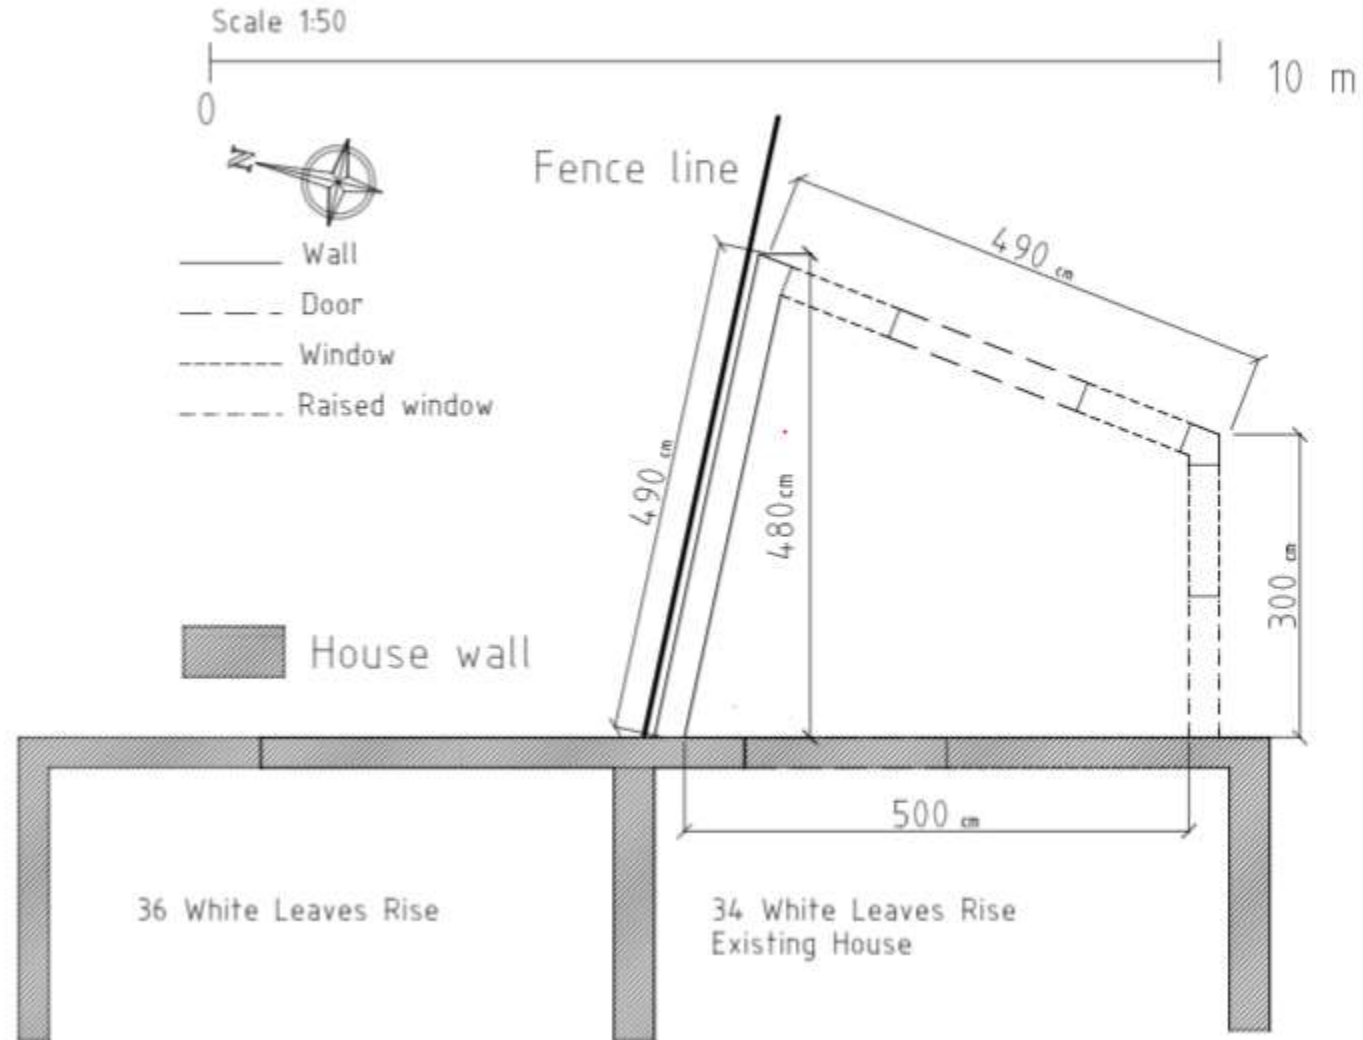 Scale 1:50
0
10 m
N
Fence line
Wall
Door
Window
Raised window
490 cm
490 cm
480cm
300 cm
House wall
500 cm
36 White Leaves Rise
34 White Leaves Rise
Existing House